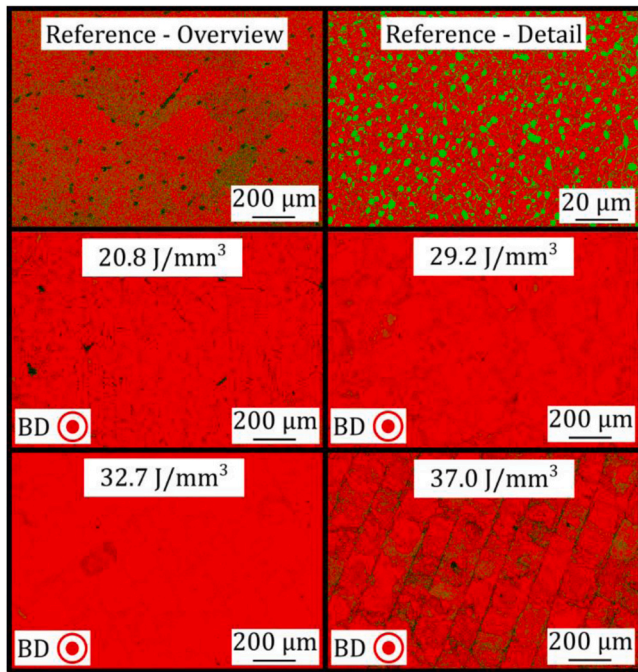 Reference - Overview
Reference - Detail
200 µm
20 µm
20.8 J/mm³
29.2 J/mm³
BD
200 µm
BD
200 µm
32.7 J/mm³
37.0 J/mm³
BD
200 µm
BD
200 µm